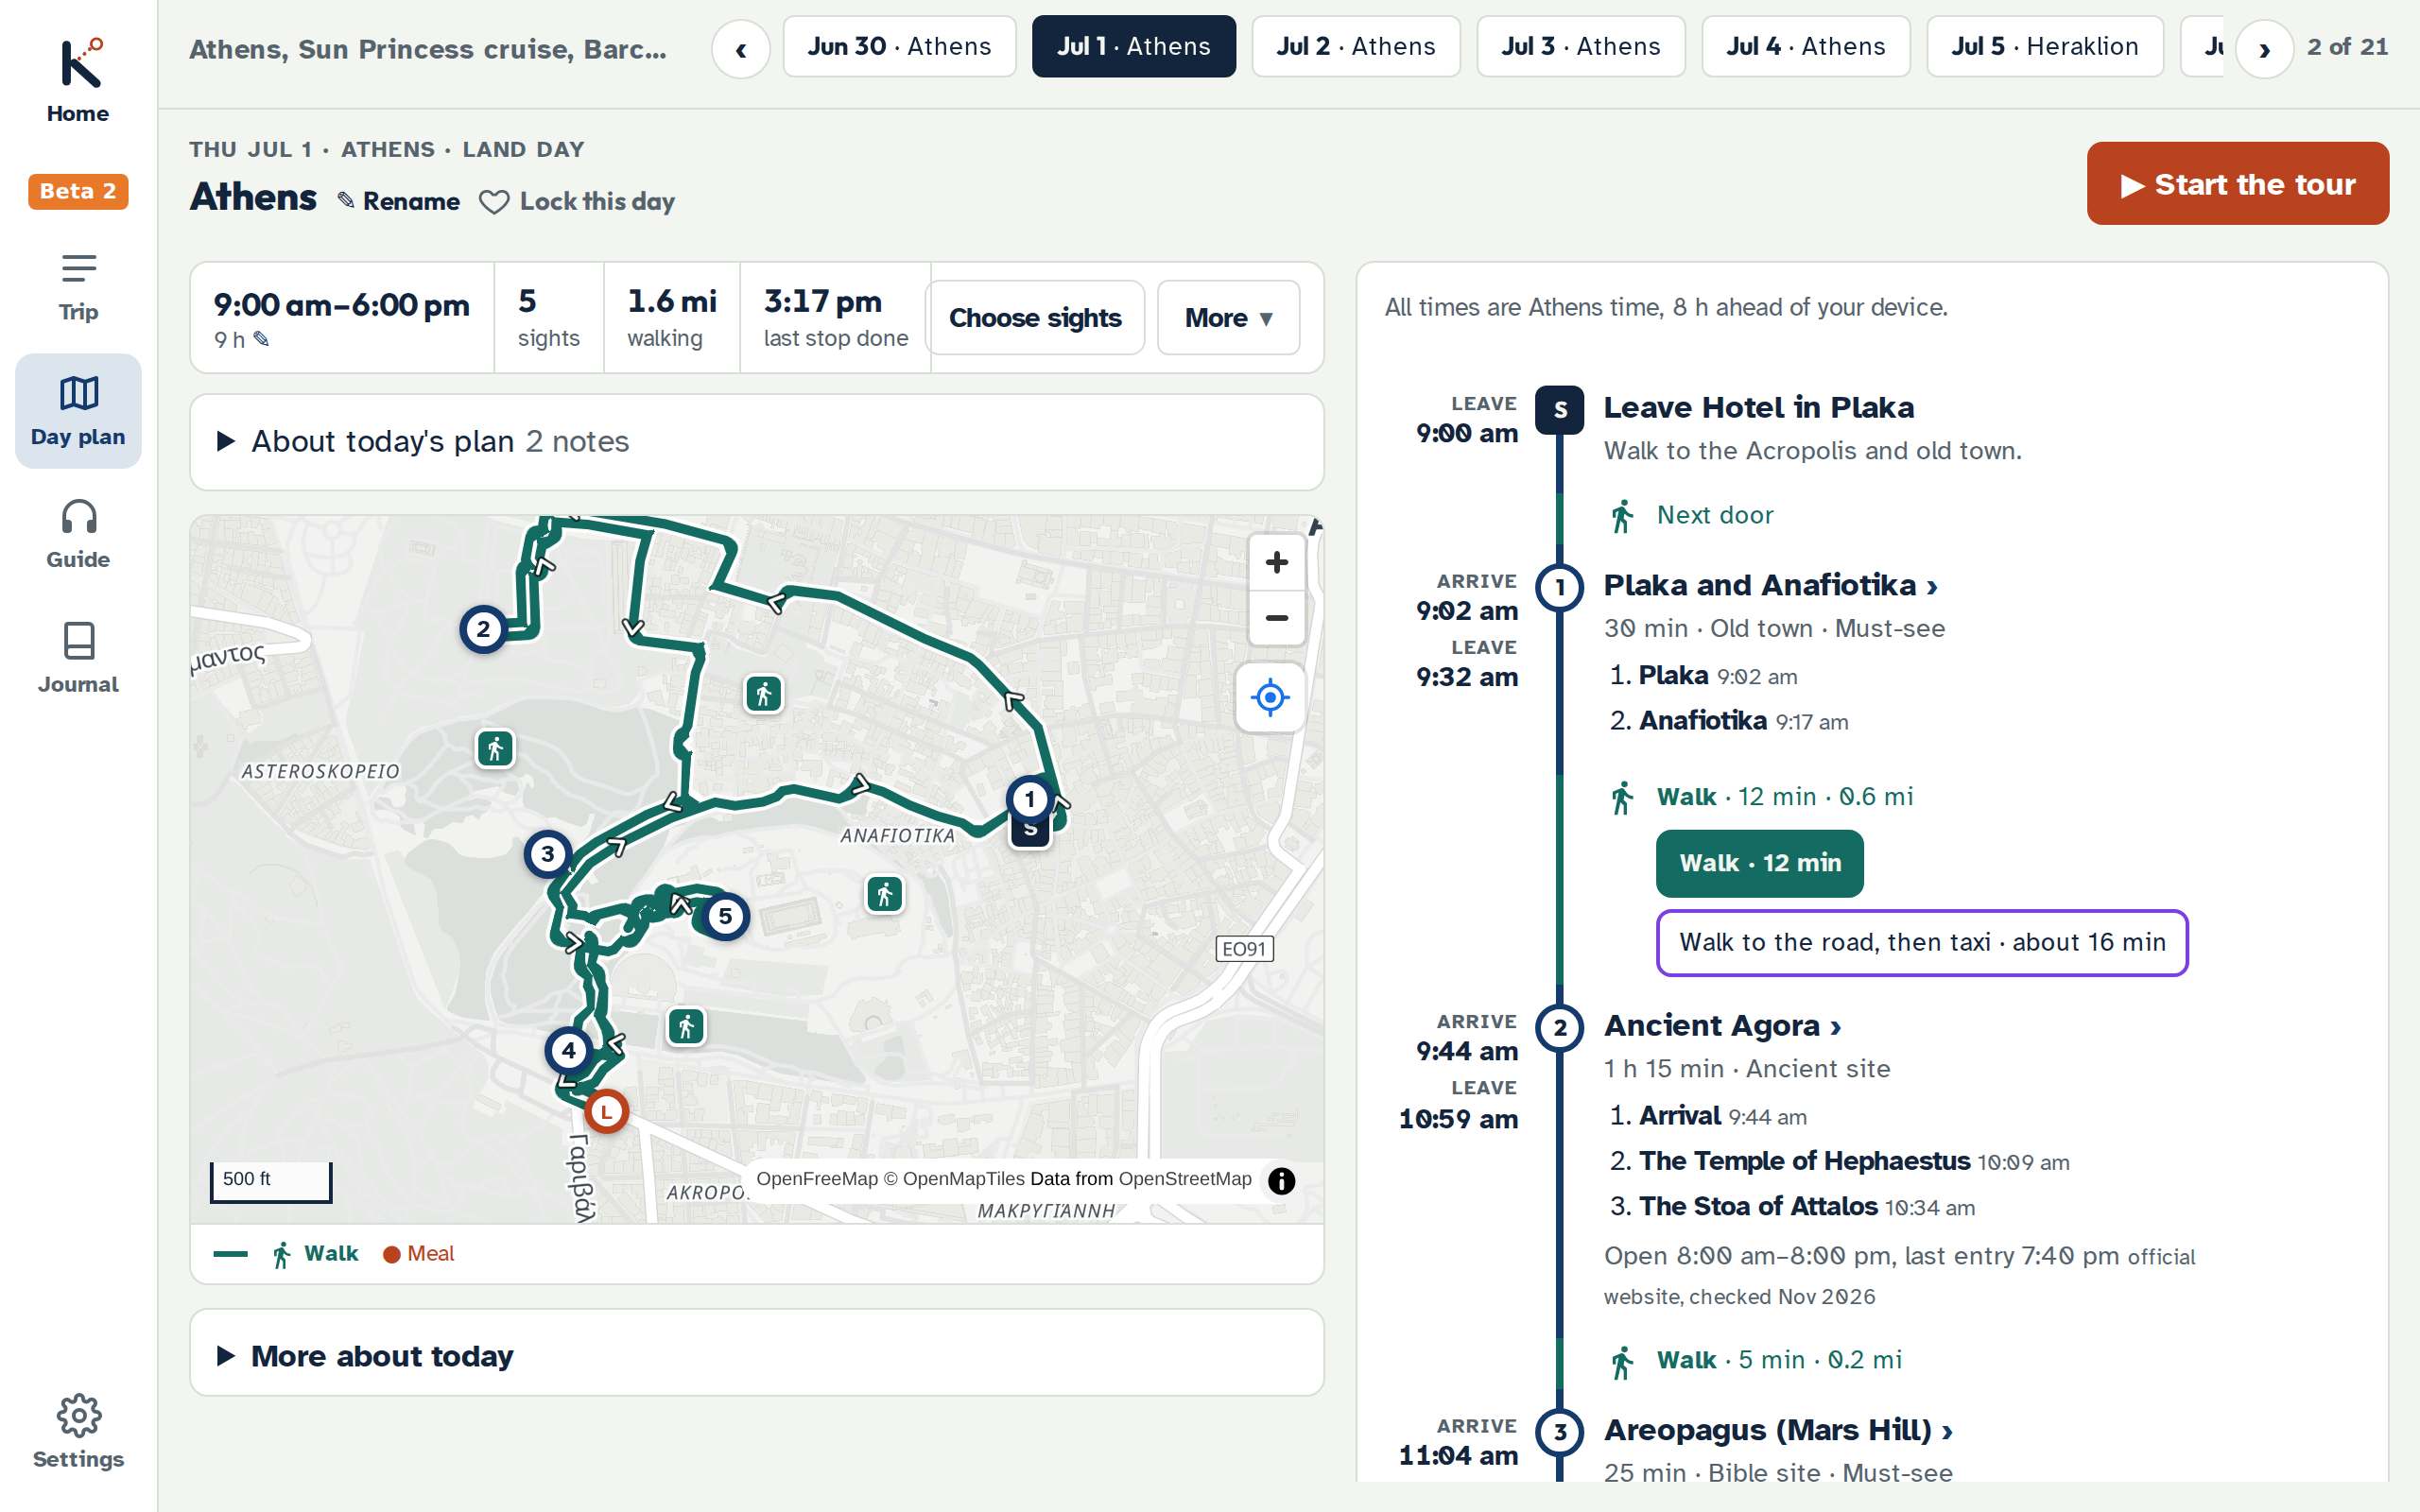 Athens, Sun Princess cruise, Barc...
‹
Jun 30 · Athens
Jul 1 · Athens
Jul 2 · Athens
Jul 3 · Athens
Jul 4 · Athens
Jul 5 · Heraklion
›
2 of 21
Home
Beta 2
Trip
Day plan
Guide
Journal
Settings
THU JUL 1 · ATHENS · LAND DAY
Athens ✎ Rename Lock this day
▶ Start the tour
9:00 am–6:00 pm
9 h ✎
5
sights
1.6 mi
walking
3:17 pm
last stop done
Choose sights
More ▼
▶ About today's plan 2 notes
2
ASTEROSKOPEIO
1
S
ANAFIOTIKA
3
5
EO91
4
L
+
−
500 ft
OpenFreeMap © OpenMapTiles Data from OpenStreetMap
ΜΑΚΡΥΓΙΆΝΝΗ
Walk
Meal
▶ More about today
All times are Athens time, 8 h ahead of your device.
LEAVE
9:00 am
S
Leave Hotel in Plaka
Walk to the Acropolis and old town.
Next door
ARRIVE
9:02 am
LEAVE
9:32 am
1
Plaka and Anafiotika ›
30 min · Old town · Must-see
1. Plaka 9:02 am
2. Anafiotika 9:17 am
Walk · 12 min · 0.6 mi
Walk · 12 min
Walk to the road, then taxi · about 16 min
ARRIVE
9:44 am
LEAVE
10:59 am
2
Ancient Agora ›
1 h 15 min · Ancient site
1. Arrival 9:44 am
2. The Temple of Hephaestus 10:09 am
3. The Stoa of Attalos 10:34 am
Open 8:00 am–8:00 pm, last entry 7:40 pm official
website, checked Nov 2026
Walk · 5 min · 0.2 mi
ARRIVE
11:04 am
3
Areopagus (Mars Hill) ›
25 min · Bible site · Must-see